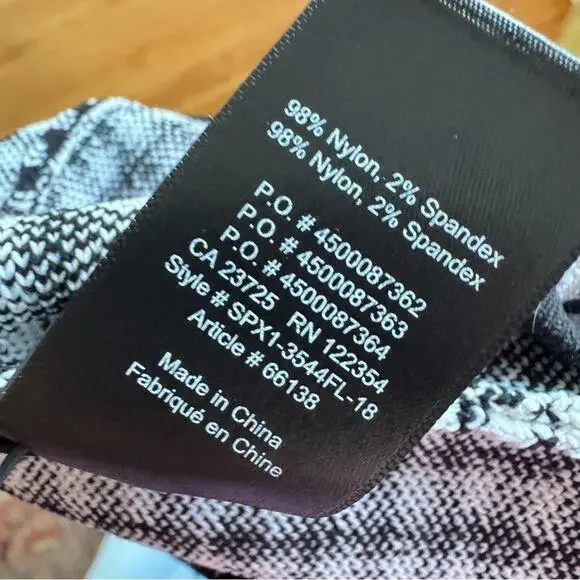 98% Nylon, 2% Spandex
98% Nylon, 2% Spandex
P.O. # 4500087362
P.O. # 4500087363
P.O. # 4500087364
CA 23725 RN 122354
Style # SPX1-3544FL-18
Article # 66138
Made in China
Fabriqué en Chine